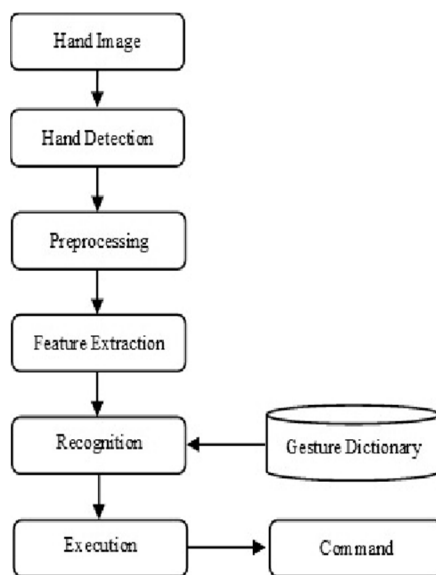 Hand Image
Hand Detection
Preprocessing
Feature Extraction
Recognition
Gesture Dictionary
Execution
Command